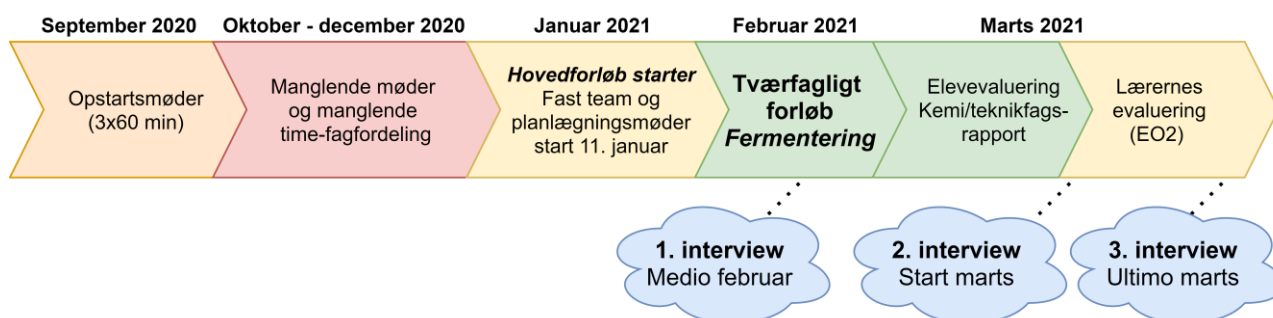 September 2020
Oktober - december 2020
Januar 2021
Februar 2021
Marts 2021
Opstartsmøder
(3x60 min)
Manglende møder
og manglende
time-fagfordeling
Hovedforløb starter
Fast team og
planlægningsmøder
start 11. januar
Tværfagligt
forløb
Fermentering
Elevevaluering
Kemi/teknikfags-
rapport
Lærernes
evaluering
(EO2)
1. interview
Medio februar
2. interview
Start marts
3. interview
Ultimo marts